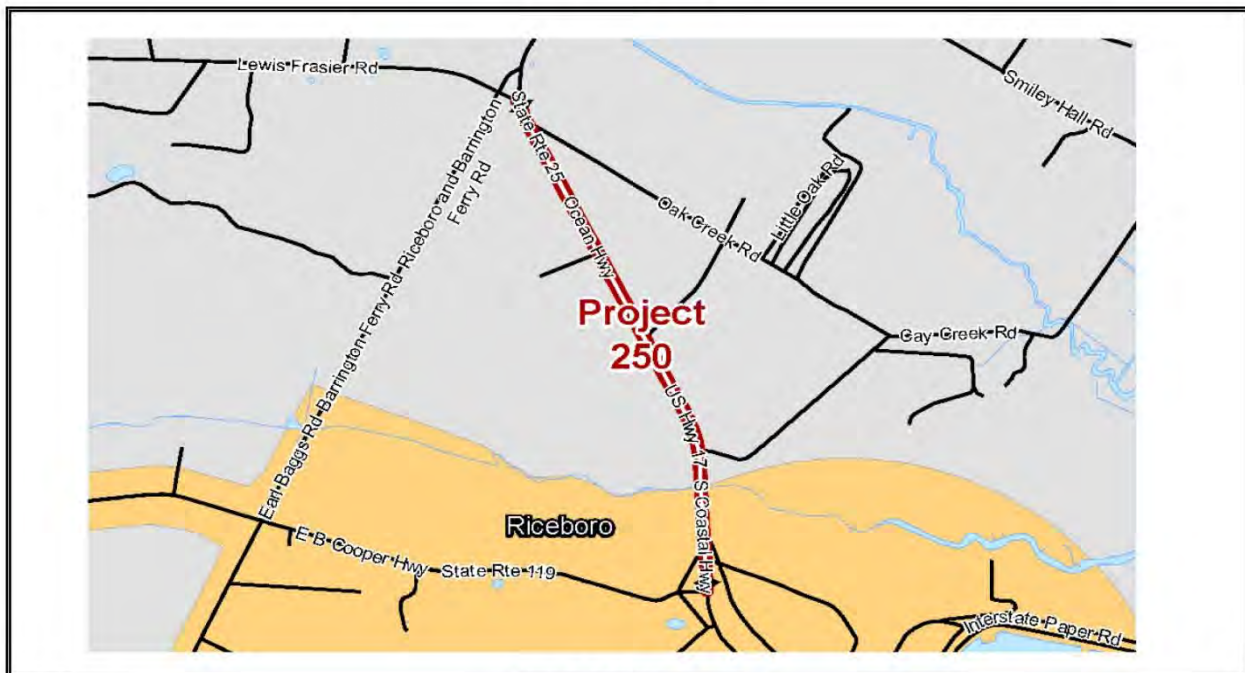 Lewis Frasier Rd
Smiley Hall Rd
State Rte 25 Ocean Hwy
Earl Baggs Rd Barrington Ferry Rd Riceboro and Barrington
Ferry Rd
Little Oak Rd
Oak Creek Rd
Project
250
Cay Creek Rd
US Hwy 17 S Coastal Hwy
Riceboro
E B Cooper Hwy State Rte 119
Interstate Paper Rd